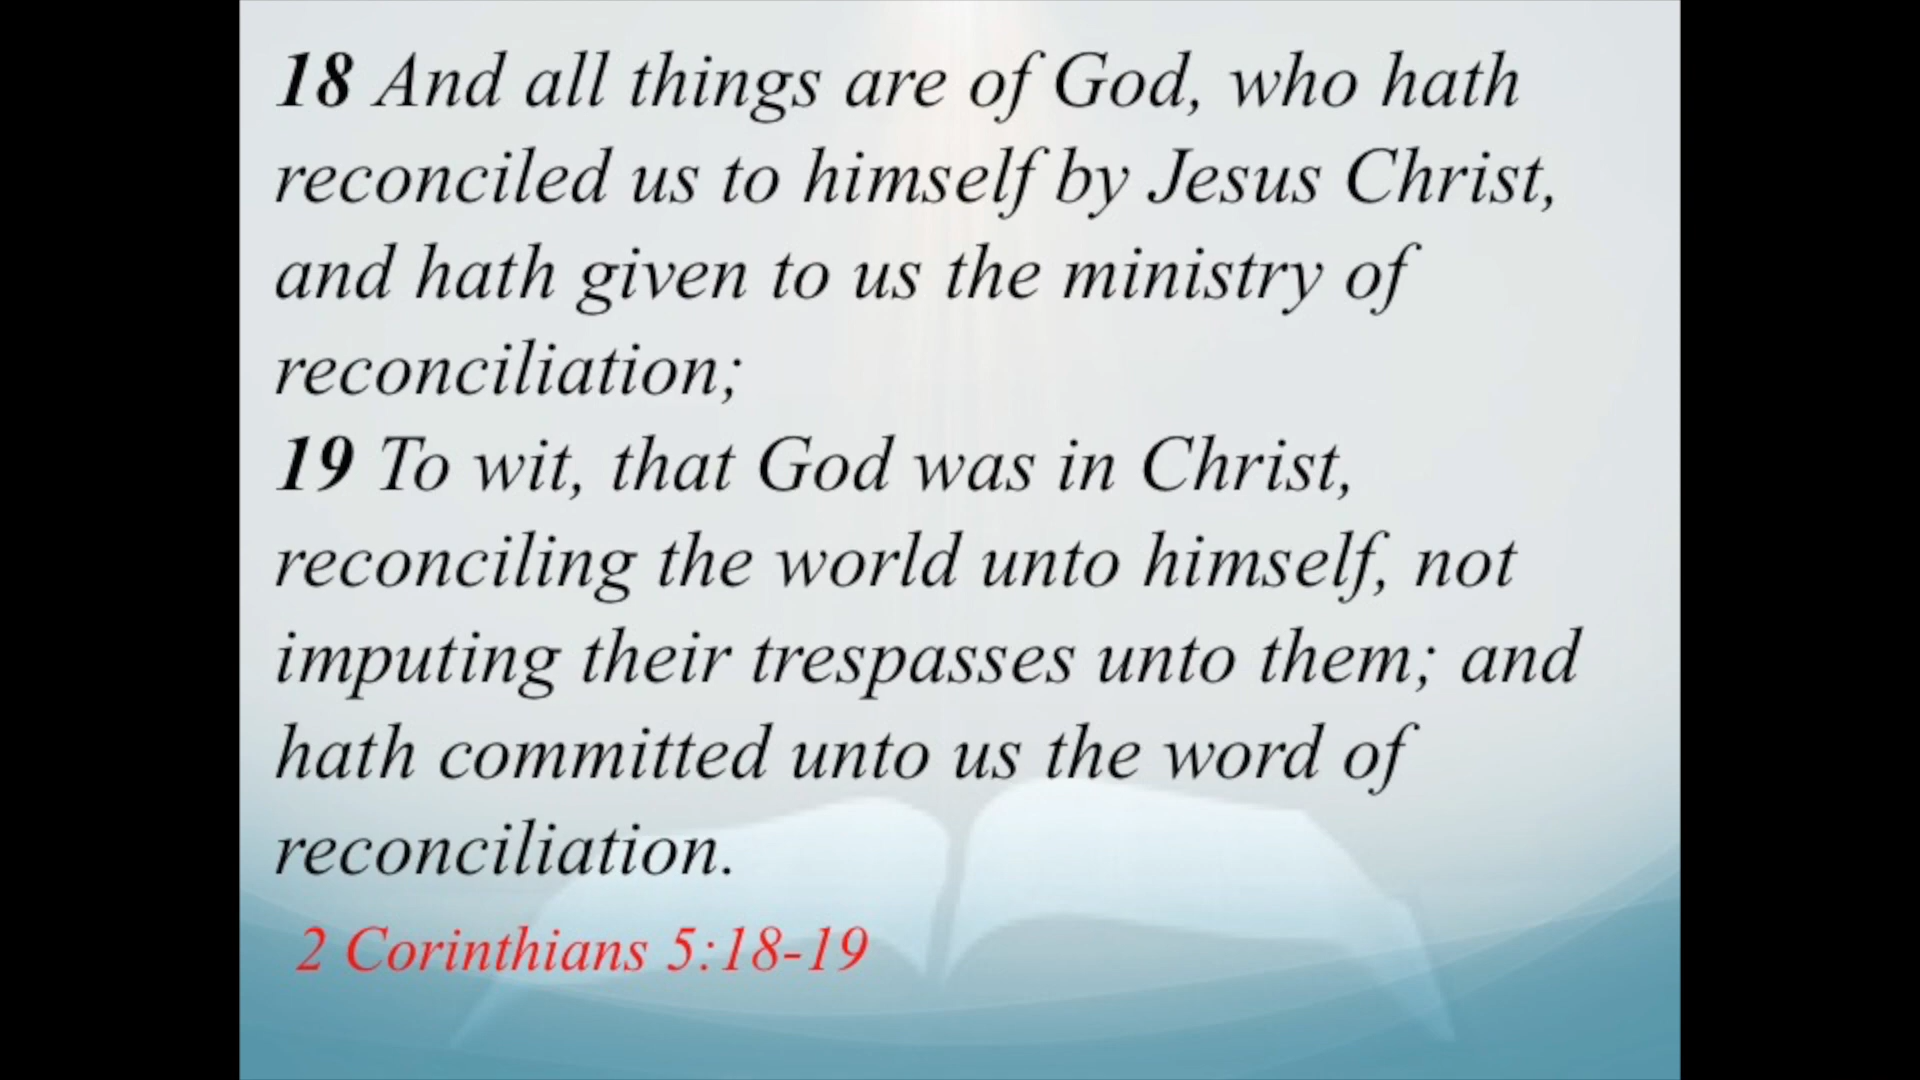 18 And all things are of God, who hath
reconciled us to himself by Jesus Christ,
and hath given to us the ministry of
reconciliation;
19 To wit, that God was in Christ,
reconciling the world unto himself, not
imputing their trespasses unto them; and
hath committed unto us the word of
reconciliation.
2 Corinthians 5:18-19